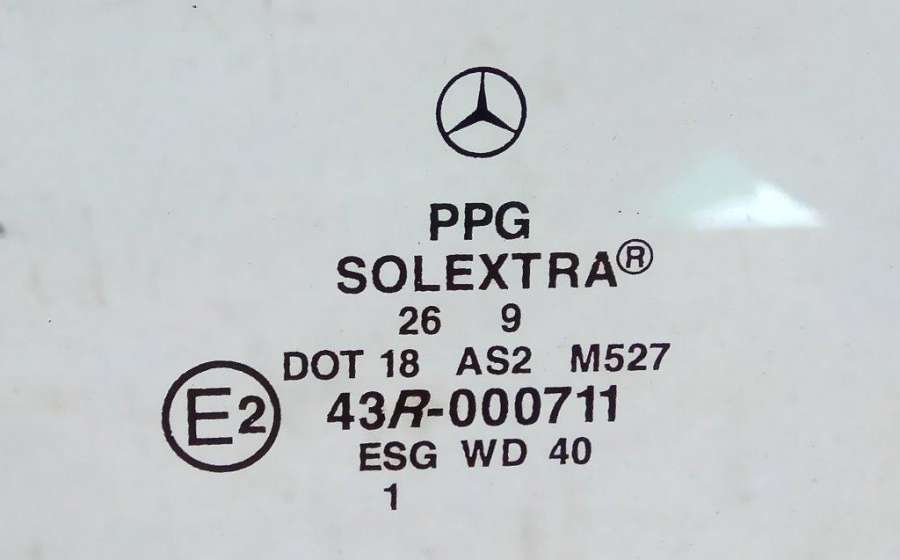 PPG
SOLEXTRA®
26 9
DOT 18 AS2 M527
E2 43R-000711
ESG WD 40
1